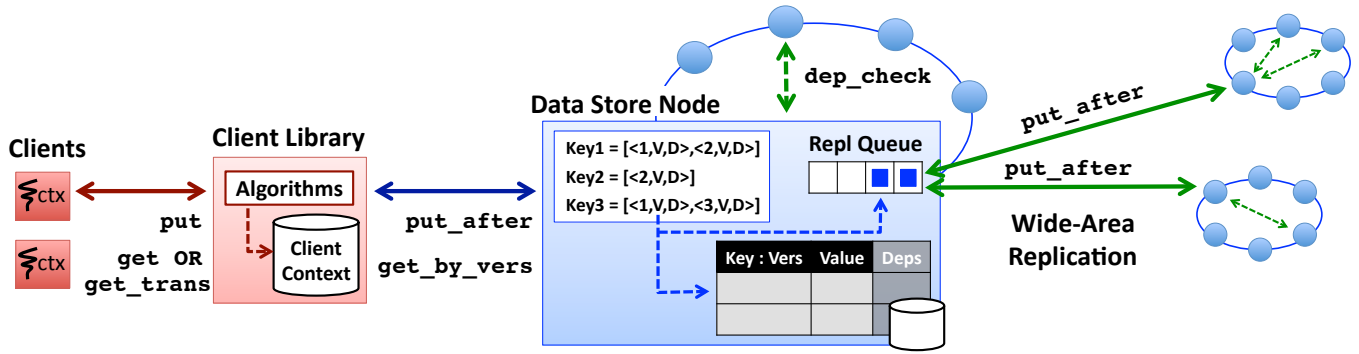 Clients
ctx
ctx
put
get OR
get_trans
Client Library
Algorithms
Client
Context
put_after
get_by_vers
Data Store Node
Key1 = [<1,V,D>,<2,V,D>]
Key2 = [<2,V,D>]
Key3 = [<1,V,D>,<3,V,D>]
dep_check
Repl Queue
Key : Vers Value Deps
put_after
put_after
Wide-Area
Replication